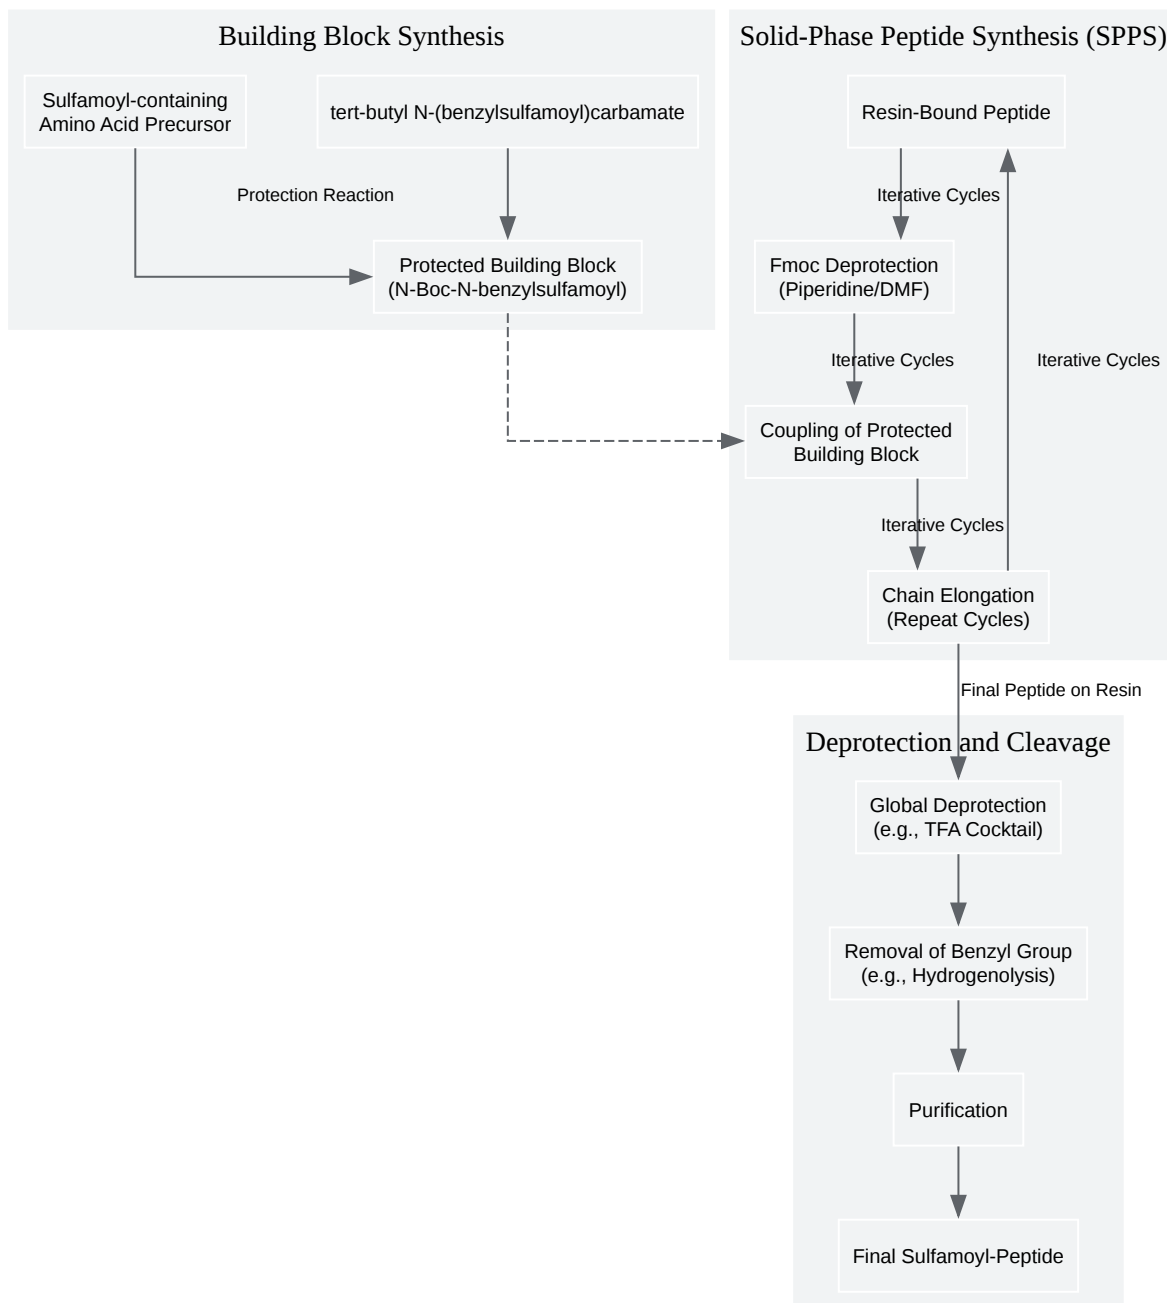 Building Block Synthesis
Sulfamoyl-containing
Amino Acid Precursor
tert-butyl N-(benzylsulfamoyl)carbamate
Protection Reaction
Protected Building Block
(N-Boc-N-benzylsulfamoyl)
Solid-Phase Peptide Synthesis (SPPS)
Resin-Bound Peptide
Iterative Cycles
Fmoc Deprotection
(Piperidine/DMF)
Iterative Cycles
Iterative Cycles
Coupling of Protected
Building Block
Iterative Cycles
Chain Elongation
(Repeat Cycles)
Final Peptide on Resin
Deprotection and Cleavage
Global Deprotection
(e.g., TFA Cocktail)
Removal of Benzyl Group
(e.g., Hydrogenolysis)
Purification
Final Sulfamoyl-Peptide